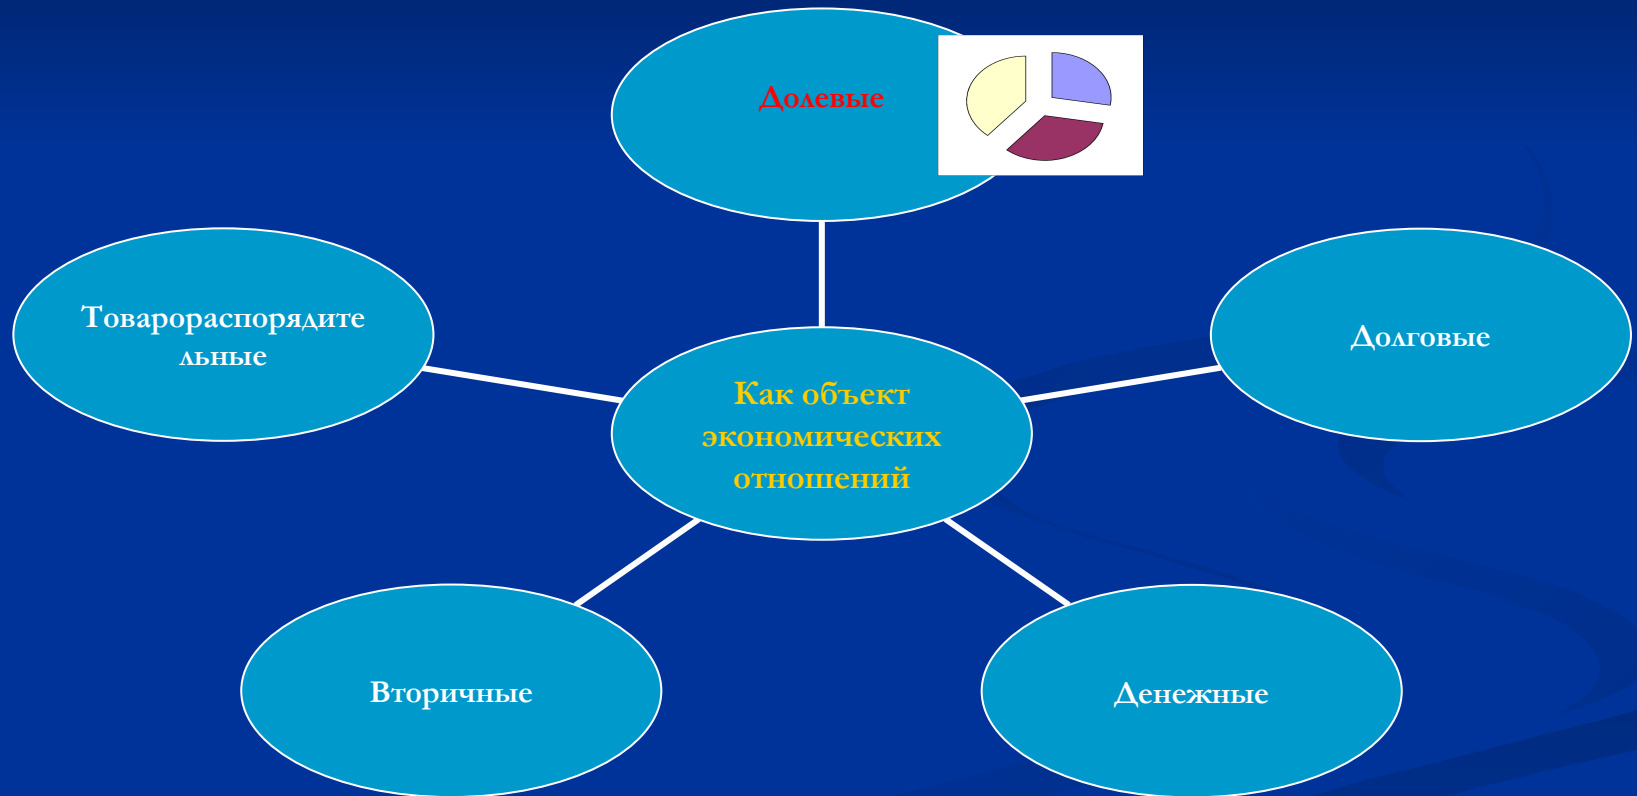 Долевые
Товарораспорядите
льные
Долговые
Как объект
экономических
отношений
Вторичные
Денежные